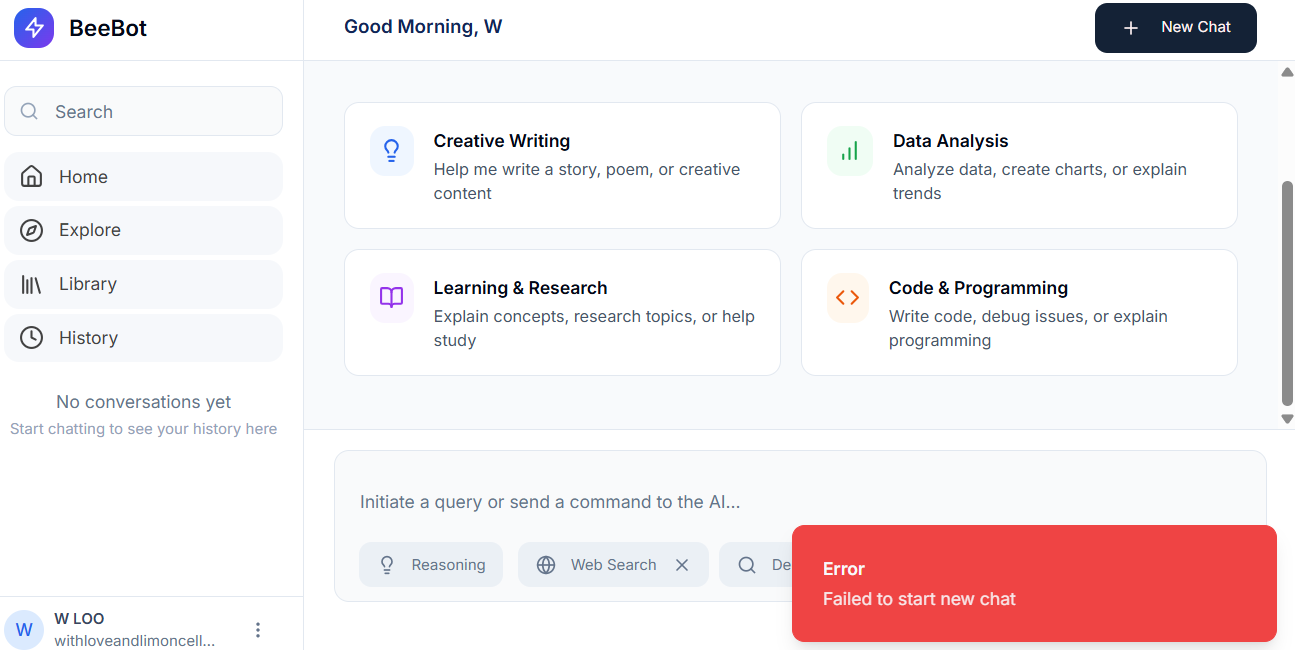 BeeBot
Good Morning, W
New Chat
Search
Home
Explore
Library
History
No conversations yet
Start chatting to see your history here
W
W LOO
withloveandlimoncell...
Creative Writing
Help me write a story, poem, or creative
content
Data Analysis
Analyze data, create charts, or explain
trends
Learning & Research
Explain concepts, research topics, or help
study
Code & Programming
Write code, debug issues, or explain
programming
Initiate a query or send a command to the AI...
Reasoning
Web Search
De
Error
Failed to start new chat